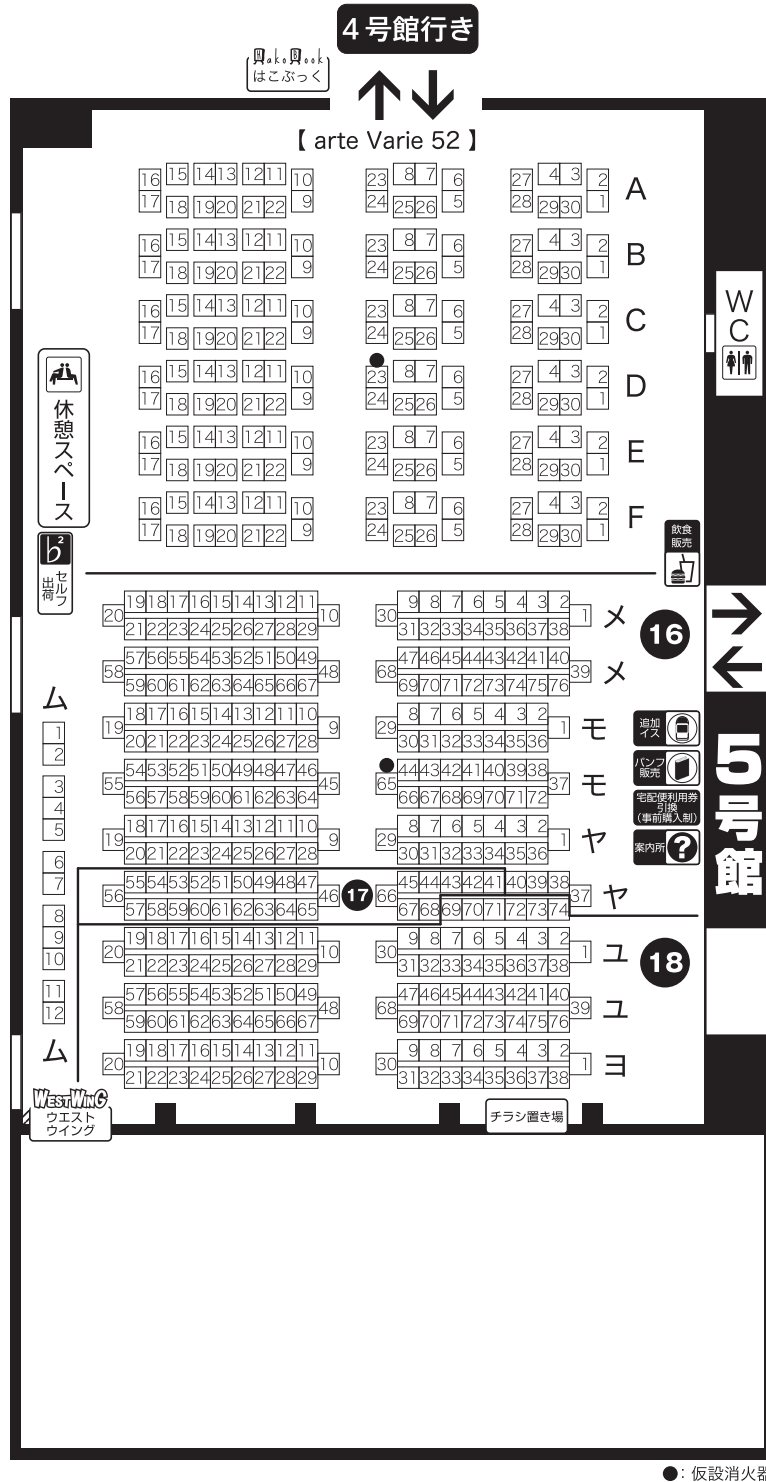 4号館行き
HakoBook
はこぶっく
【 arte Varie 52 】
16 15 14 13 12 11 10 23 8 7 6 27 4 3 2 A
17 18 19 20 21 22 9 24 25 26 5 28 29 30 1
16 15 14 13 12 11 10 23 8 7 6 27 4 3 2 B
17 18 19 20 21 22 9 24 25 26 5 28 29 30 1
16 15 14 13 12 11 10 23 8 7 6 27 4 3 2 C
17 18 19 20 21 22 9 24 25 26 5 28 29 30 1
WC
16 15 14 13 12 11 10 23 8 7 6 27 4 3 2 D
17 18 19 20 21 22 9 24 25 26 5 28 29 30 1
16 15 14 13 12 11 10 23 8 7 6 27 4 3 2 E
17 18 19 20 21 22 9 24 25 26 5 28 29 30 1
16 15 14 13 12 11 10 23 8 7 6 27 4 3 2 F
17 18 19 20 21 22 9 24 25 26 5 28 29 30 1
休憩スペース
b²
セルフ
出荷
飲食
販売
19 18 17 16 15 14 13 12 11 9 8 7 6 5 4 3 2
20 10 30 1 メ
21 22 23 24 25 26 27 28 29 31 32 33 34 35 36 37 38
16
57 56 55 54 53 52 51 50 49 47 46 45 44 43 42 41 40
58 48 68 39 メ
59 60 61 62 63 64 65 66 67 69 70 71 72 73 74 75 76
18 17 16 15 14 13 12 11 10 8 7 6 5 4 3 2
19 9 29 1 モ
20 21 22 23 24 25 26 27 28 30 31 32 33 34 35 36
54 53 52 51 50 49 48 47 46 44 43 42 41 40 39 38
55 45 65 37 モ
56 57 58 59 60 61 62 63 64 66 67 68 69 70 71 72
18 17 16 15 14 13 12 11 10 8 7 6 5 4 3 2
19 9 29 1 ヤ
20 21 22 23 24 25 26 27 28 30 31 32 33 34 35 36
55 54 53 52 51 50 49 48 47 45 44 43 42 41 40 39 38
56 46 17 66 37 ヤ
57 58 59 60 61 62 63 64 65 67 68 69 70 71 72 73 74
19 18 17 16 15 14 13 12 11 9 8 7 6 5 4 3 2
20 10 30 1 ユ
21 22 23 24 25 26 27 28 29 31 32 33 34 35 36 37 38
18
57 56 55 54 53 52 51 50 49 47 46 45 44 43 42 41 40
58 48 68 39 ユ
59 60 61 62 63 64 65 66 67 69 70 71 72 73 74 75 76
19 18 17 16 15 14 13 12 11 9 8 7 6 5 4 3 2
20 10 30 1 ヨ
21 22 23 24 25 26 27 28 29 31 32 33 34 35 36 37 38
ム
1
2
3
4
5
6
7
8
9
10
11
12
ム
追加
イス
パンフ
販売
宅配便利用券
引換
(事前購入制)
案内所
?
5号館
WESTWING
ウエスト
ウイング
チラシ置き場
●：仮設消火器